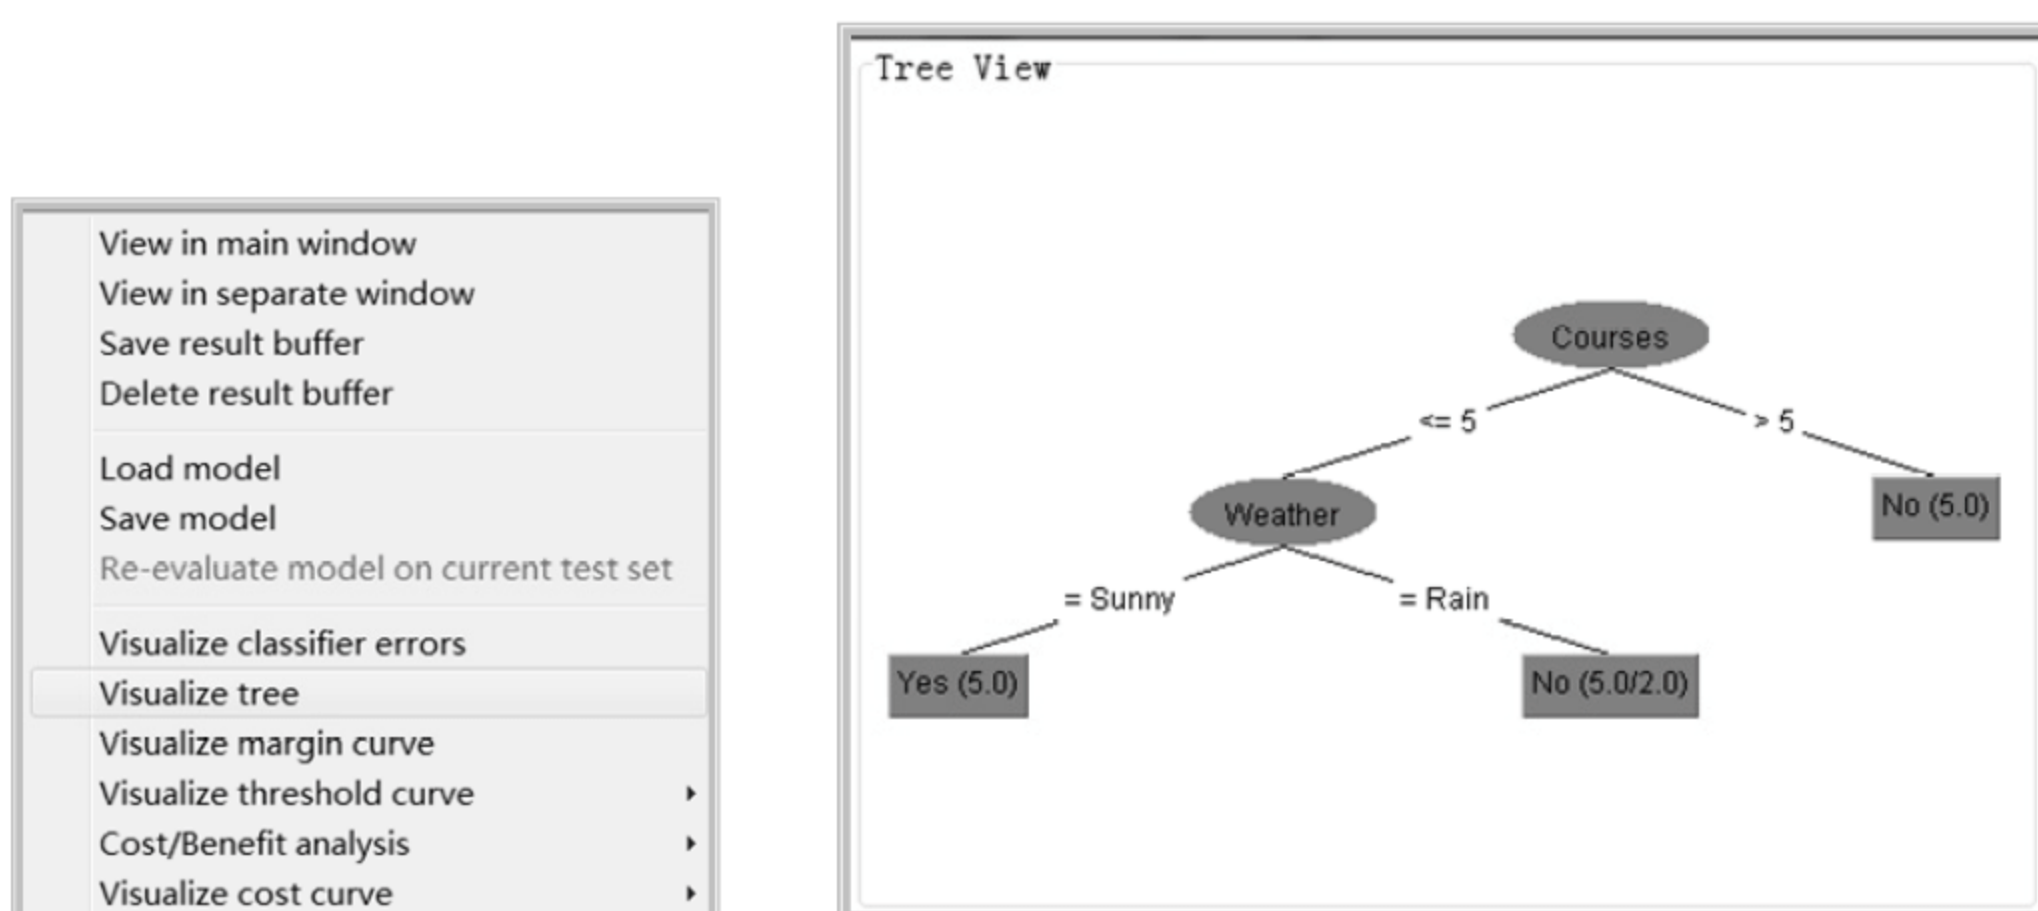 View in main window
View in separate window
Save result buffer
Delete result buffer
Load model
Save model
Re-evaluate model on current test set
Visualize classifier errors
Visualize tree
Visualize margin curve
Visualize threshold curve
Cost/Benefit analysis
Visualize cost curve
Tree View
Courses
<= 5
> 5
Weather
No (5.0)
= Sunny
= Rain
Yes (5.0)
No (5.0/2.0)